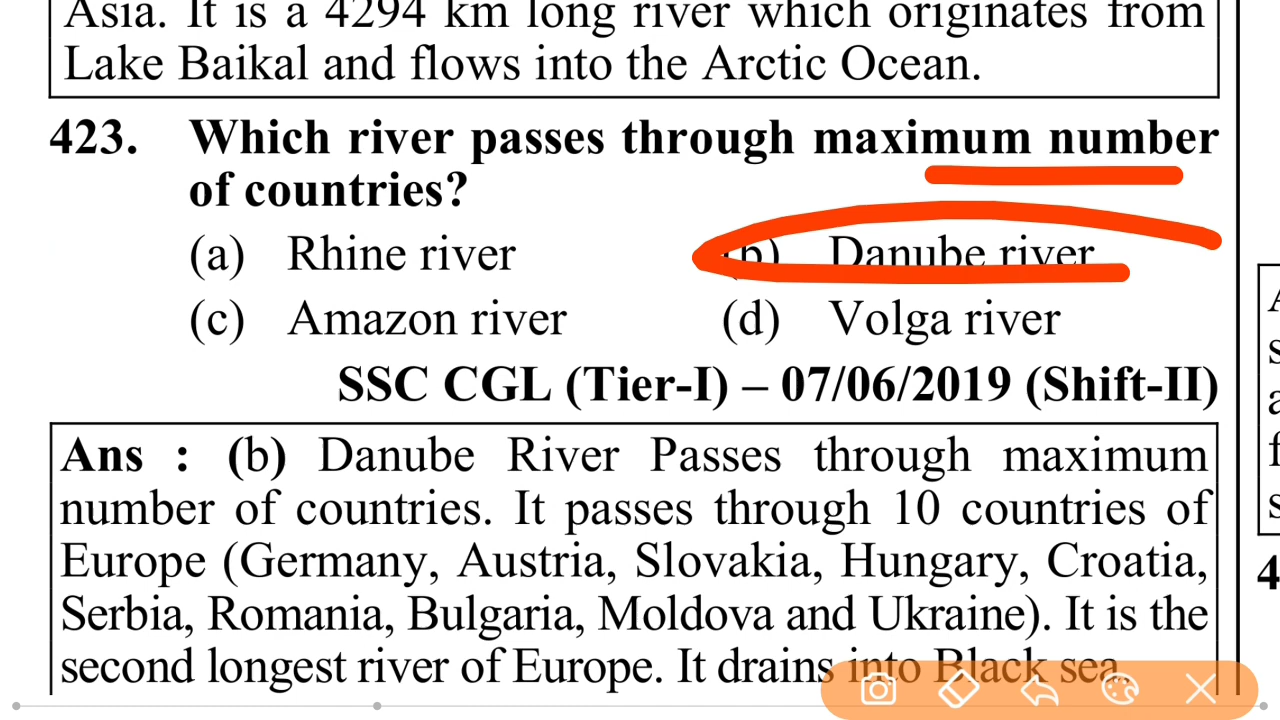 Asia. It is a 4294 km long river which originates from
Lake Baikal and flows into the Arctic Ocean.
423. Which river passes through maximum number
of countries?
(a) Rhine river (b) Danube river
(c) Amazon river (d) Volga river
SSC CGL (Tier-I) – 07/06/2019 (Shift-II)
Ans : (b) Danube River Passes through maximum
number of countries. It passes through 10 countries of
Europe (Germany, Austria, Slovakia, Hungary, Croatia,
Serbia, Romania, Bulgaria, Moldova and Ukraine). It is the
second longest river of Europe. It drains into Black sea.
4